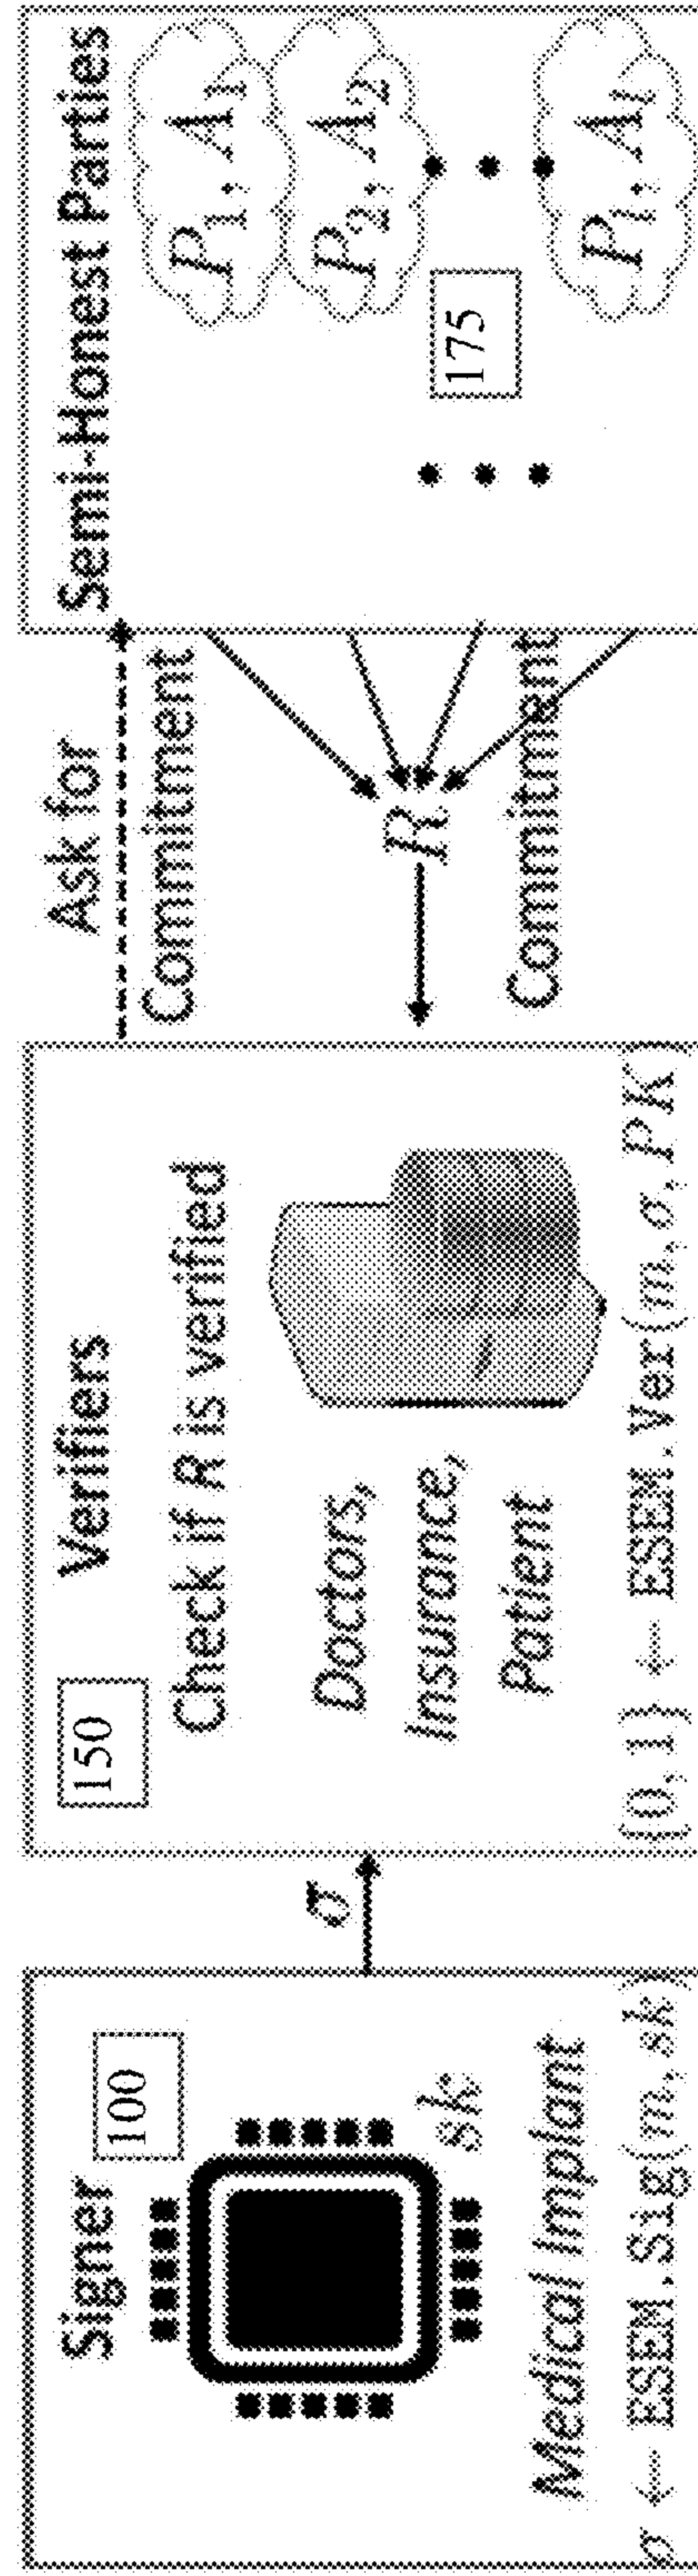 Signer
100
sk
Medical Implant
σ ← ESEM.Sig(m, sk)
σ
Verifiers
150
Check if R is verified
Doctors,
Insurance,
Patient
{0, 1} ← ESEM.Ver(m, σ, PK)
Ask for
Commitment
R
Commitment
Semi-Honest Parties
P₁, A₁
P₂, A₂
175
Pₗ, Aₗ